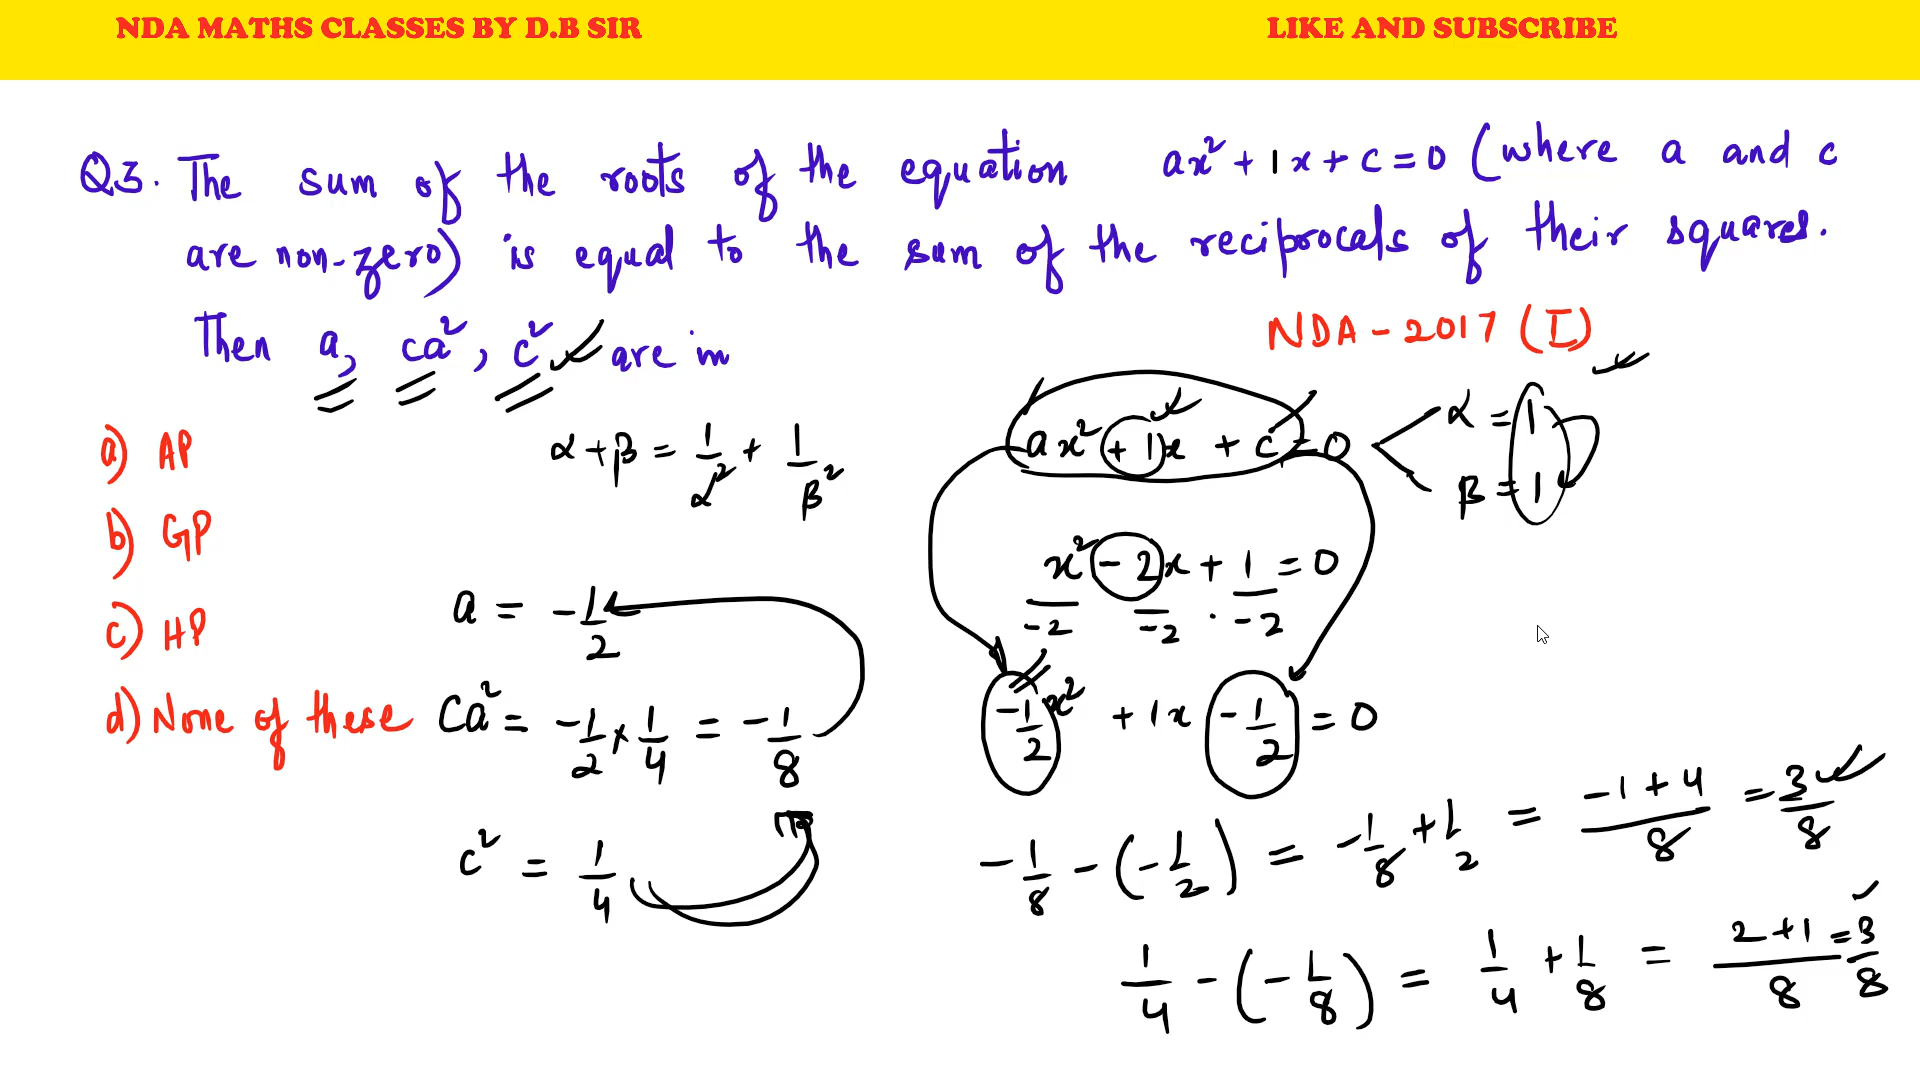 NDA MATHS CLASSES BY D.B SIR
LIKE AND SUBSCRIBE
Q3. The sum of the roots of the equation ax² + 1x + c = 0 (where a and c
are non-zero) is equal to the sum of the reciprocals of their squares.
Then a, ca², c² are in
NDA - 2017 (I)
a) AP
b) GP
c) HP
d) None of these
α + β = 1/α² + 1/β²
a = -1/2
Ca² = -1/2 × 1/4 = -1/8
c² = 1/4
ax² + 1x + c = 0
α = 1
β = 1
x²/-2 - 2x/-2 + 1/-2 = 0
-1/2 x² + 1x - 1/2 = 0
-1/8 - (-1/2) = -1/8 + 1/2 = -1+4/8 = 3/8
1/4 - (-1/8) = 1/4 + 1/8 = 2+1/8 = 3/8